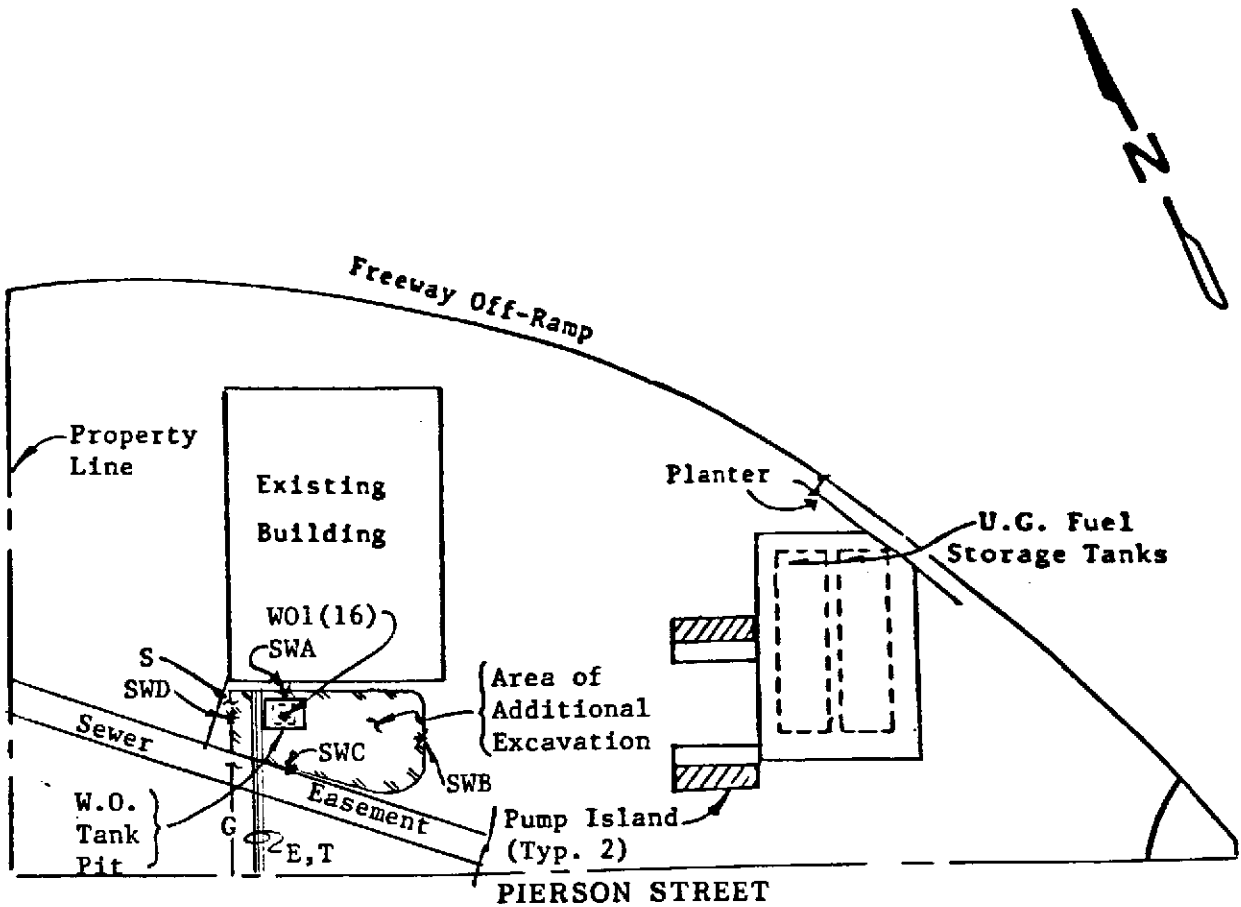 N
Freeway Off-Ramp
Property
Line
Existing
Building
Planter
U.G. Fuel
Storage Tanks
WO1(16)
SWA
S
SWD
Area of
Additional
Excavation
Sewer
Easement
SWC
SWB
W.O.
Tank
Pit
G
E,T
Pump Island
(Typ. 2)
PIERSON STREET